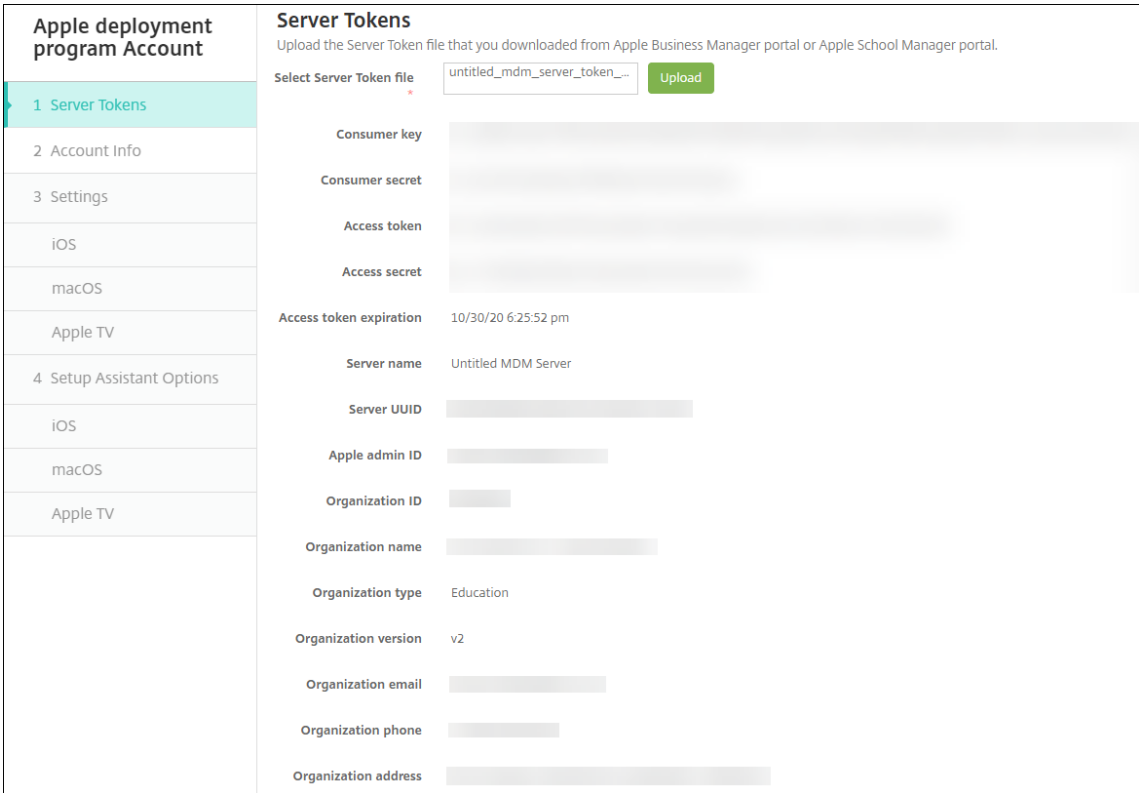 Apple deployment
program Account
1 Server Tokens
2 Account Info
3 Settings
iOS
macOS
Apple TV
4 Setup Assistant Options
iOS
macOS
Apple TV
Server Tokens
Upload the Server Token file that you downloaded from Apple Business Manager portal or Apple School Manager portal.
Select Server Token file untitled_mdm_server_token_... Upload
*
Consumer key
Consumer secret
Access token
Access secret
Access token expiration 10/30/20 6:25:52 pm
Server name Untitled MDM Server
Server UUID
Apple admin ID
Organization ID
Organization name
Organization type Education
Organization version v2
Organization email
Organization phone
Organization address